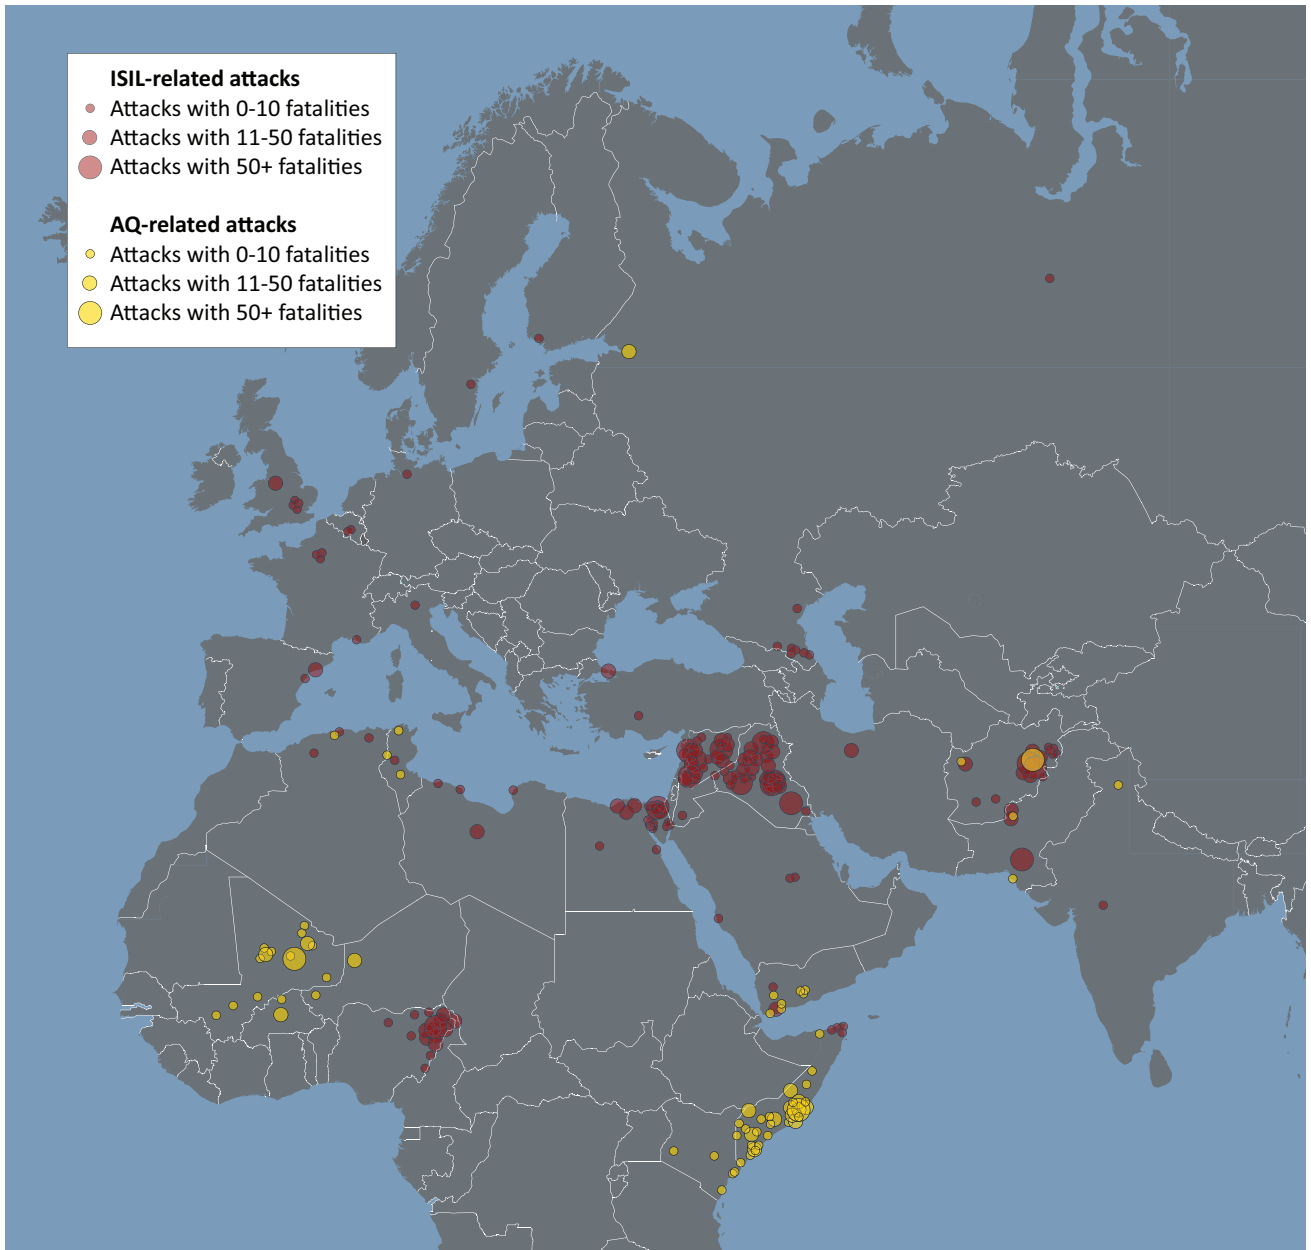 ISIL-related attacks
Attacks with 0-10 fatalities
Attacks with 11-50 fatalities
Attacks with 50+ fatalities
AQ-related attacks
Attacks with 0-10 fatalities
Attacks with 11-50 fatalities
Attacks with 50+ fatalities